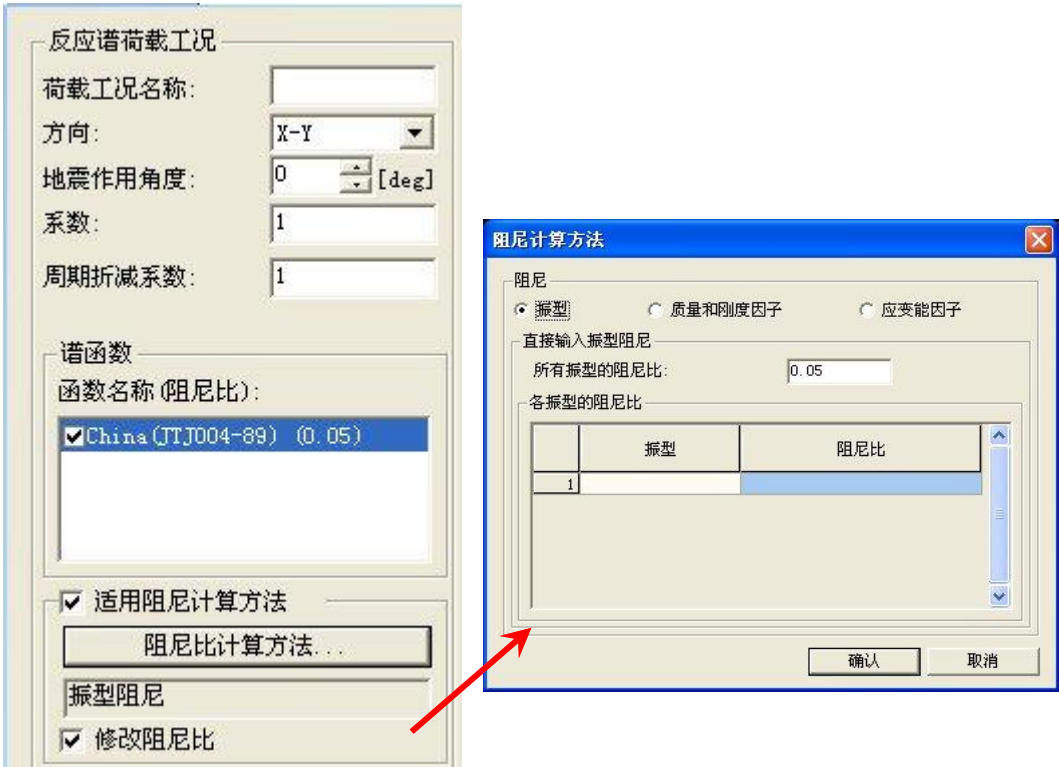 反应谱荷载工况
荷载工况名称:
方向: X-Y
地震作用角度: 0 [deg]
系数: 1
周期折减系数: 1
谱函数
函数名称(阻尼比):
China(JTJ004-89) (0.05)
适用阻尼计算方法
阻尼比计算方法...
振型阻尼
修改阻尼比
阻尼计算方法
阻尼
振型 质量和刚度因子 应变能因子
直接输入振型阻尼
所有振型的阻尼比: 0.05
各振型的阻尼比
振型 阻尼比
1
确认 取消